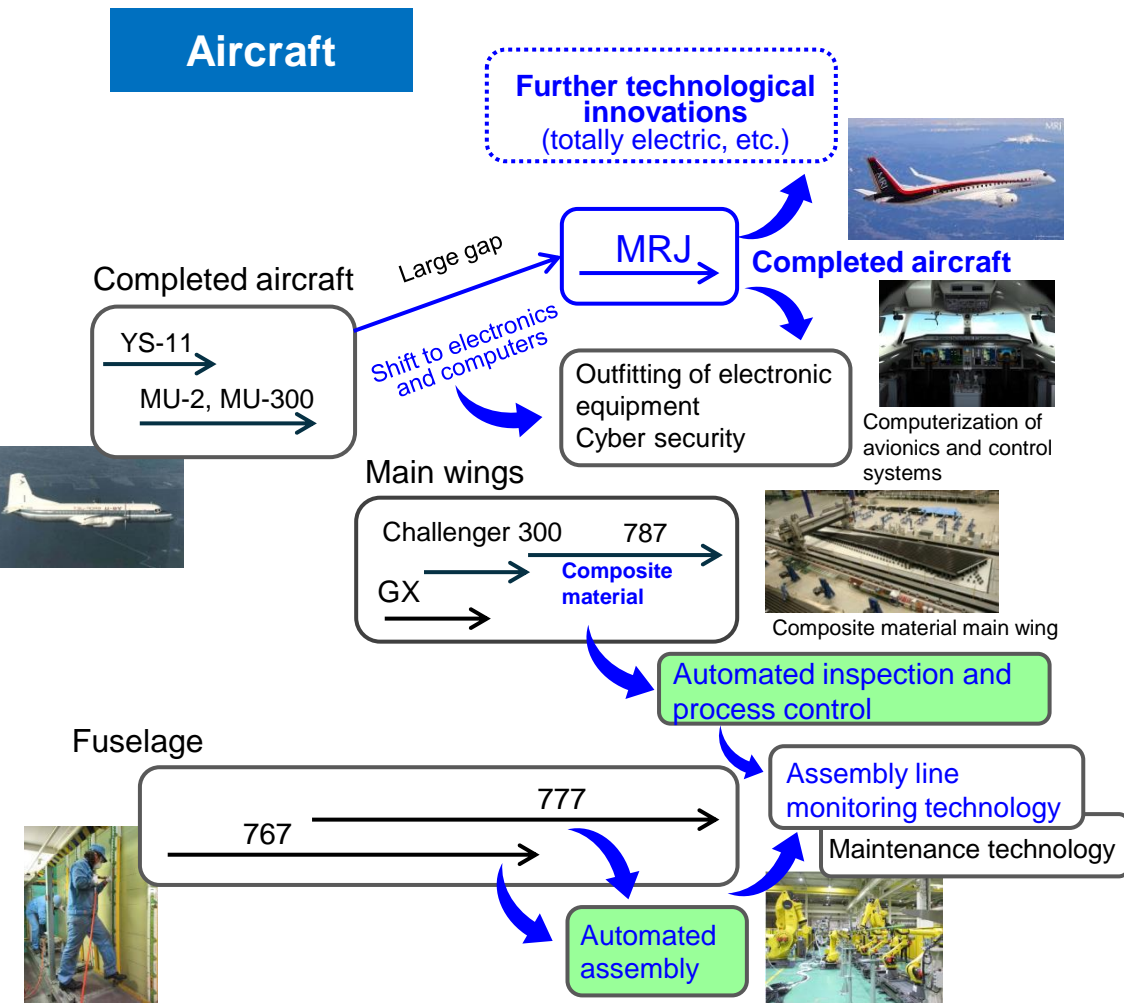 Aircraft
Further technological
innovations
(totally electric, etc.)
MRJ
MRJ
Large gap
MRJ
Completed aircraft
Completed aircraft
YS-11
MU-2, MU-300
Shift to electronics
and computers
Outfitting of electronic
equipment
Cyber security
Computerization of
avionics and control
systems
Main wings
Challenger 300
787
Composite
material
GX
Composite material main wing
Automated inspection and
process control
Fuselage
777
767
Assembly line
monitoring technology
Maintenance technology
Automated
assembly